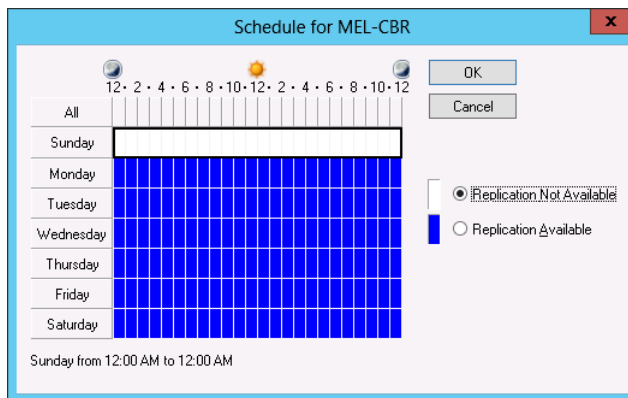 Schedule for MEL-CBR
x
12 · 2 · 4 · 6 · 8 · 10 · 12 · 2 · 4 · 6 · 8 · 10 · 12
OK
Cancel
All
Sunday
Monday
Tuesday
Wednesday
Thursday
Friday
Saturday
Replication Not Available
Replication Available
Sunday from 12:00 AM to 12:00 AM